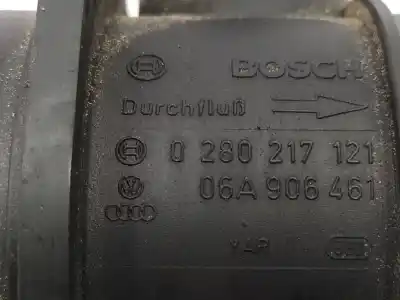 BOSCH
Durchfluß
0 280 217 121
06A 906 461